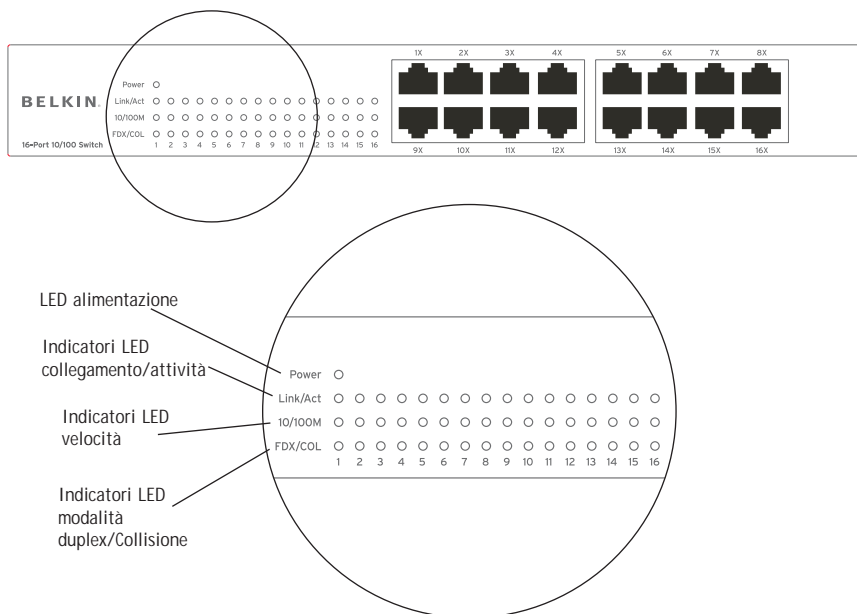 1X 2X 3X 4X 5X 6X 7X 8X
Power
BELKIN.
Link/Act
10/100M
FDX/COL
16-Port 10/100 Switch
1 2 3 4 5 6 7 8 9 10 11 12 13 14 15 16
9X 10X 11X 12X 13X 14X 15X 16X
LED alimentazione
Indicatori LED
collegamento/attività
Indicatori LED
velocità
Indicatori LED
modalità
duplex/Collisione
Power
Link/Act
10/100M
FDX/COL
1 2 3 4 5 6 7 8 9 10 11 12 13 14 15 16